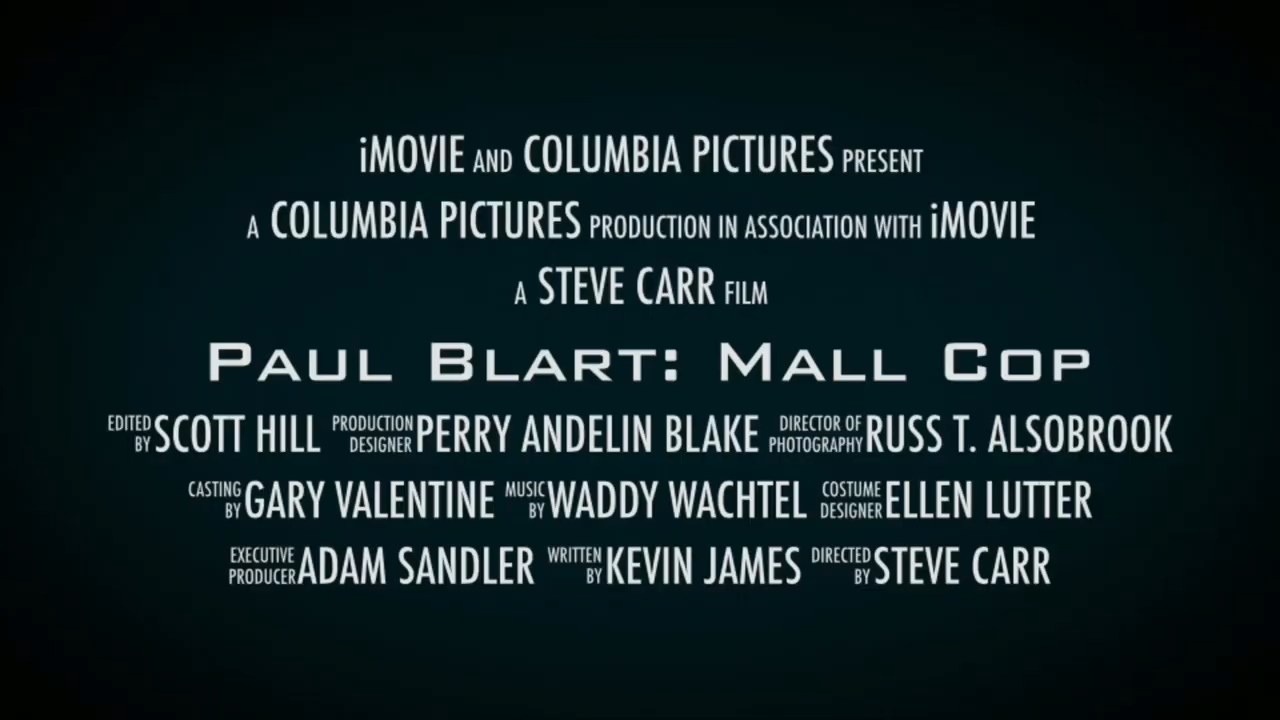 iMOVIE AND COLUMBIA PICTURES PRESENT
A COLUMBIA PICTURES PRODUCTION IN ASSOCIATION WITH iMOVIE
A STEVE CARR FILM
PAUL BLART: MALL COP
EDITED BY SCOTT HILL PRODUCTION DESIGNER PERRY ANDELIN BLAKE DIRECTOR OF PHOTOGRAPHY RUSS T. ALSOBROOK
CASTING BY GARY VALENTINE MUSIC BY WADDY WACHTEL COSTUME DESIGNER ELLEN LUTTER
EXECUTIVE PRODUCER ADAM SANDLER WRITTEN BY KEVIN JAMES DIRECTED BY STEVE CARR